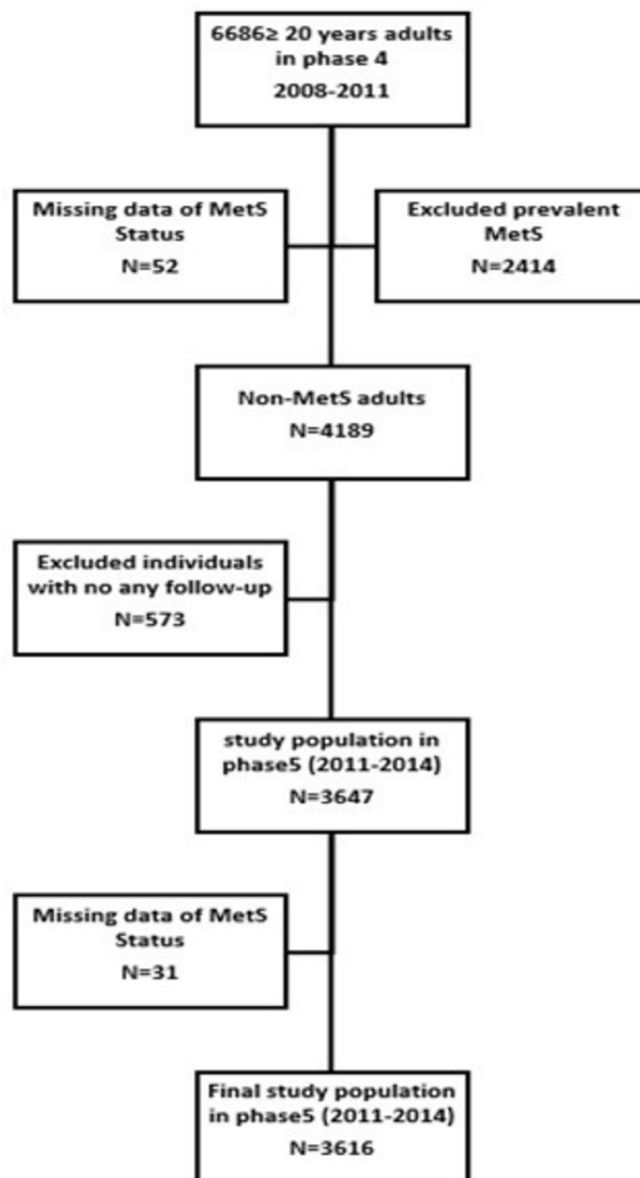 6686≥ 20 years adults
in phase 4
2008-2011
Missing data of MetS
Status
N=52
Excluded prevalent
MetS
N=2414
Non-MetS adults
N=4189
Excluded individuals
with no any follow-up
N=573
study population in
phase5 (2011-2014)
N=3647
Missing data of MetS
Status
N=31
Final study population
in phase5 (2011-2014)
N=3616